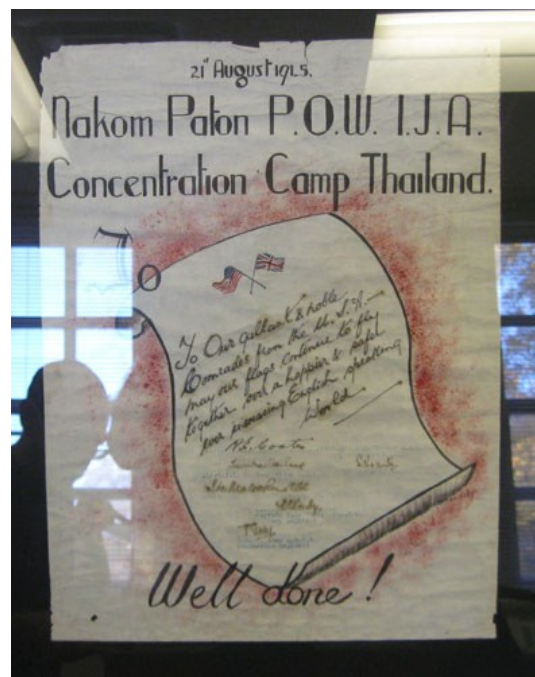 21st August 1945.
Nakom Paton P.O.W. I.J.A.
Concentration Camp Thailand.
To
To Our gallant & noble
Comrades from the U.S.A.
may our flags continue to fly
together over a happier & safer
ever increasing English speaking
World
Well done!